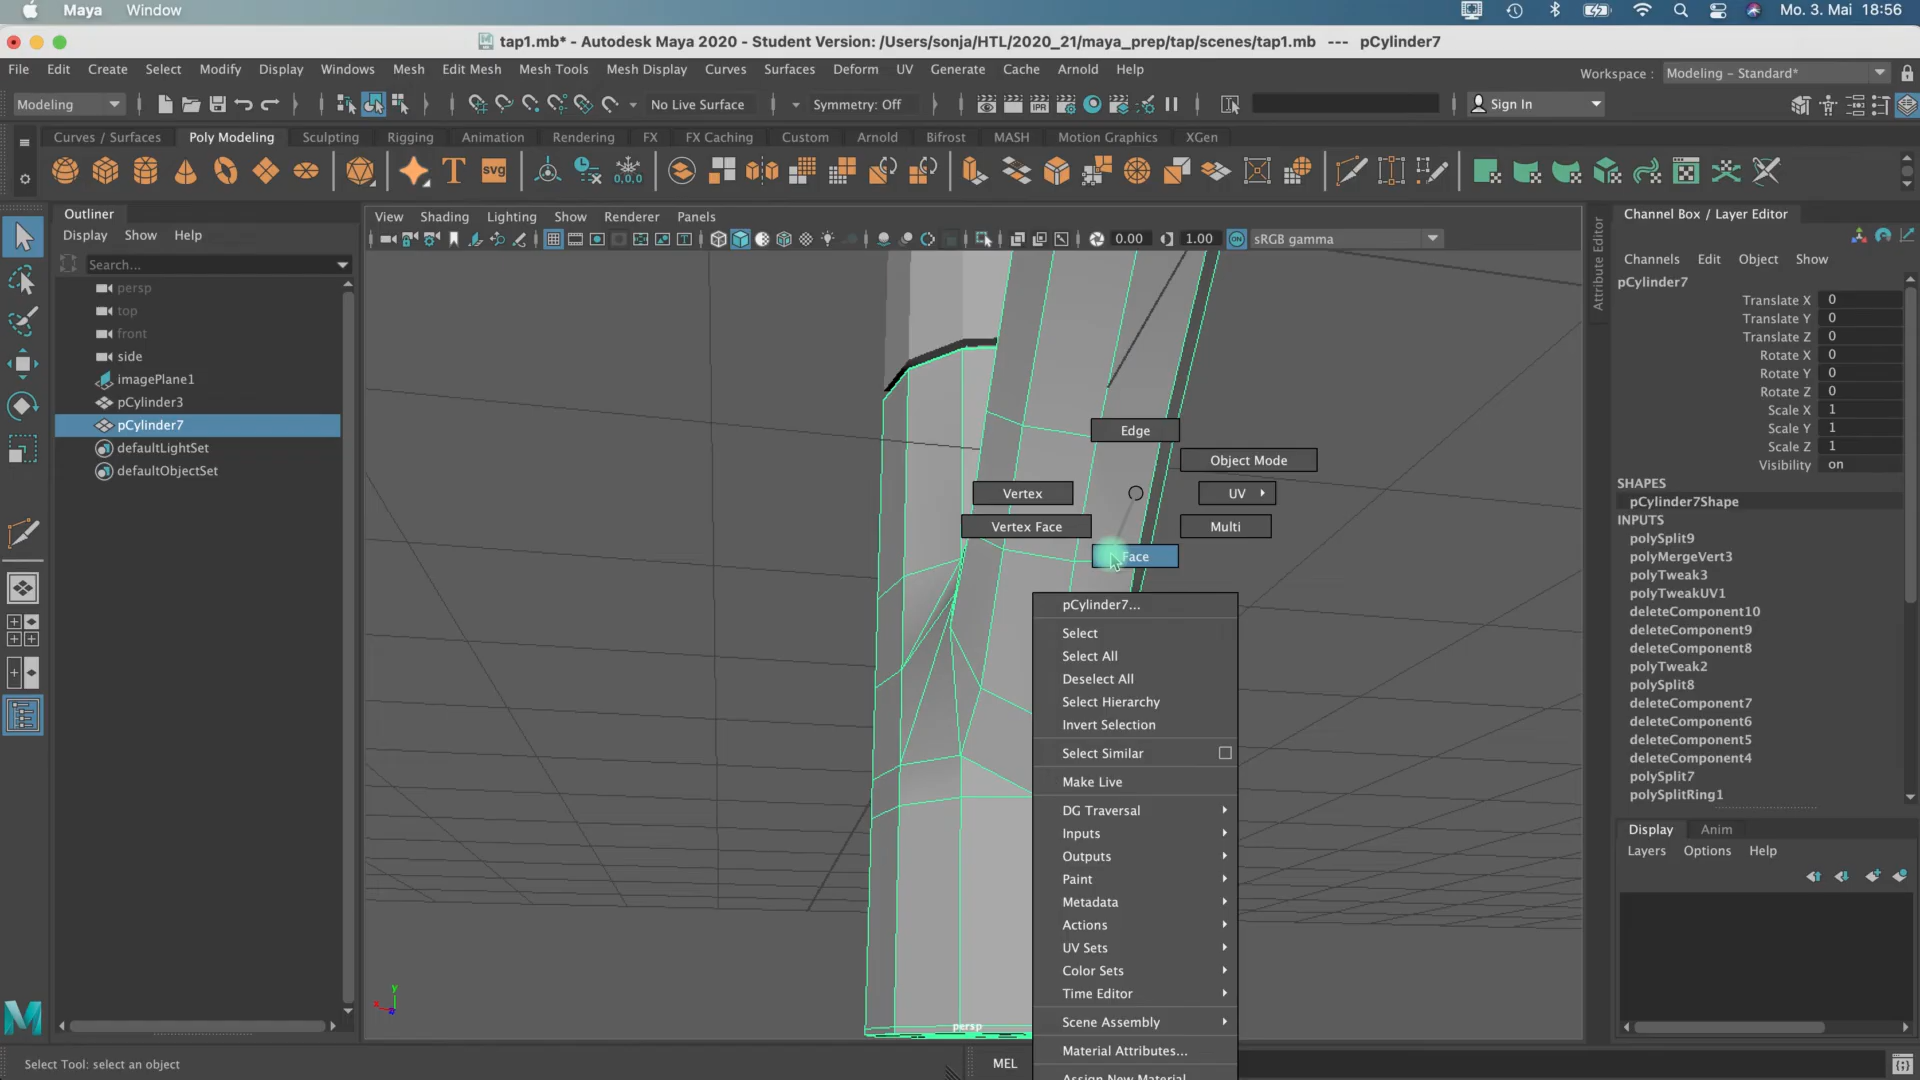 Maya Window Mo. 3. Mai 18:56
tap1.mb* - Autodesk Maya 2020 - Student Version: /Users/sonja/HTL/2020_21/maya_prep/tap/scenes/tap1.mb --- pCylinder7
File Edit Create Select Modify Display Windows Mesh Edit Mesh Mesh Tools Mesh Display Curves Surfaces Deform UV Generate Cache Arnold Help
Workspace : Modeling - Standard*
Modeling No Live Surface Symmetry: Off IPR Sign In
Curves / Surfaces Poly Modeling Sculpting Rigging Animation Rendering FX FX Caching Custom Arnold Bifrost MASH Motion Graphics XGen
T svg 0,0,0
Outliner
Display Show Help
Search...
persp
top
front
side
imagePlane1
pCylinder3
pCylinder7
defaultLightSet
defaultObjectSet
View Shading Lighting Show Renderer Panels
0.00 1.00 ON sRGB gamma
Edge
Object Mode
Vertex
UV
Vertex Face
Multi
Face
pCylinder7...
Select
Select All
Deselect All
Select Hierarchy
Invert Selection
Select Similar
Make Live
DG Traversal
Inputs
Outputs
Paint
Metadata
Actions
UV Sets
Color Sets
Time Editor
Scene Assembly
Material Attributes...
Assign New Material
persp
y
x
Attribute Editor
Channel Box / Layer Editor
Channels Edit Object Show
pCylinder7
Translate X 0
Translate Y 0
Translate Z 0
Rotate X 0
Rotate Y 0
Rotate Z 0
Scale X 1
Scale Y 1
Scale Z 1
Visibility on
SHAPES
pCylinder7Shape
INPUTS
polySplit9
polyMergeVert3
polyTweak3
polyTweakUV1
deleteComponent10
deleteComponent9
deleteComponent8
polyTweak2
polySplit8
deleteComponent7
deleteComponent6
deleteComponent5
deleteComponent4
polySplit7
polySplitRing1
Display Anim
Layers Options Help
Select Tool: select an object
MEL